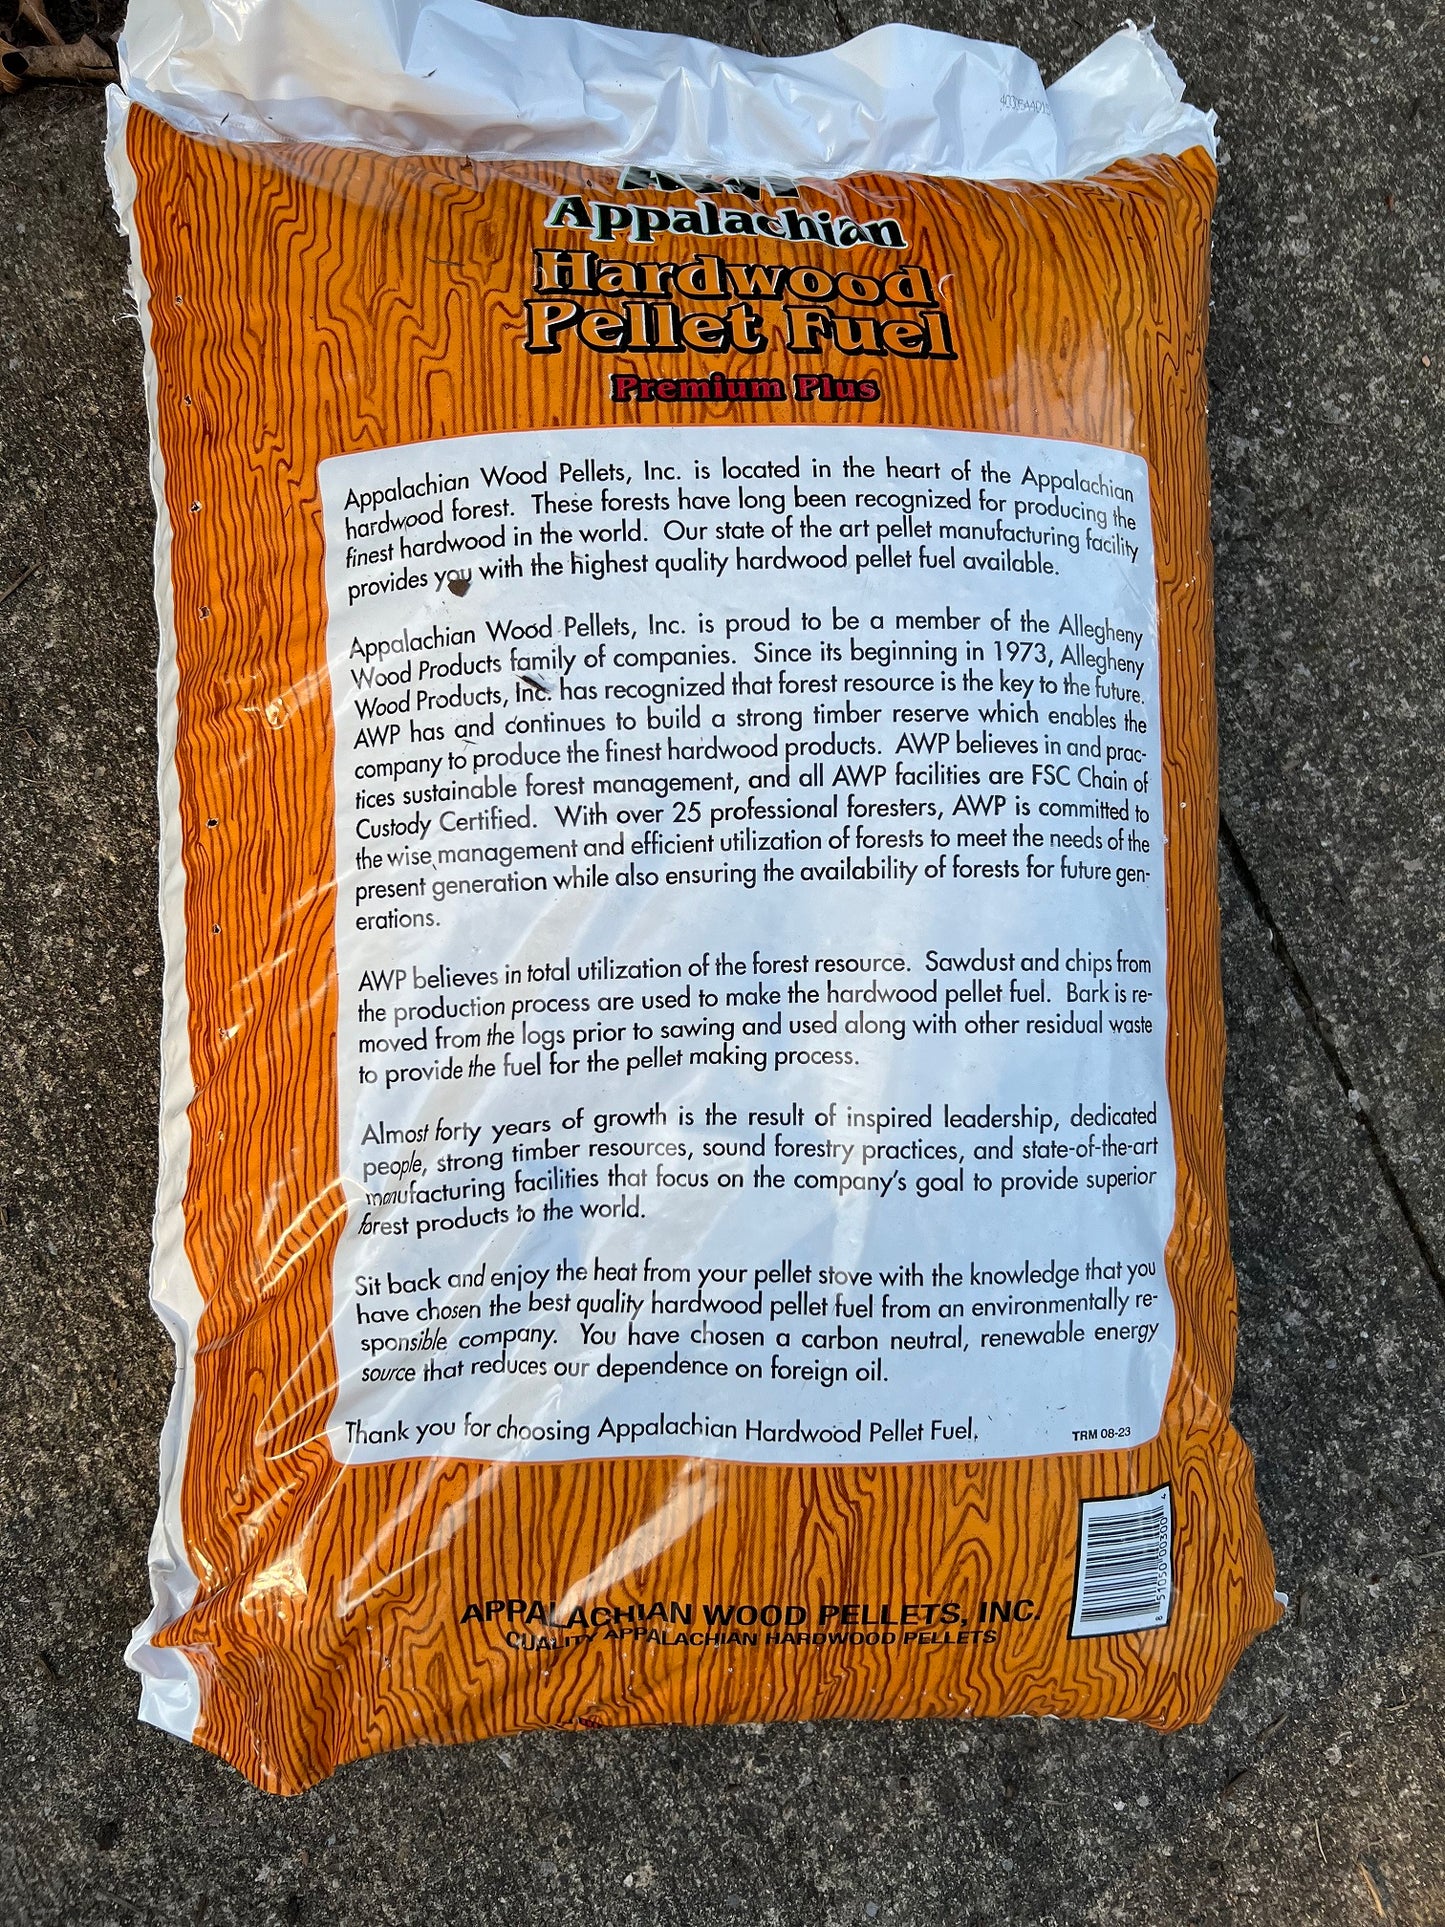 Appalachian
Hardwood
Pellet Fuel
Premium Plus
Appalachian Wood Pellets, Inc. is located in the heart of the Appalachian
hardwood forest. These forests have long been recognized for producing the
finest hardwood in the world. Our state of the art pellet manufacturing facility
provides you with the highest quality hardwood pellet fuel available.
Appalachian Wood Pellets, Inc. is proud to be a member of the Allegheny
Wood Products family of companies. Since its beginning in 1973, Allegheny
Wood Products, Inc. has recognized that forest resource is the key to the future.
AWP has and continues to build a strong timber reserve which enables the
company to produce the finest hardwood products. AWP believes in and prac-
tices sustainable forest management, and all AWP facilities are FSC Chain of
Custody Certified. With over 25 professional foresters, AWP is committed to
the wise management and efficient utilization of forests to meet the needs of the
present generation while also ensuring the availability of forests for future gen-
erations.
AWP believes in total utilization of the forest resource. Sawdust and chips from
the production process are used to make the hardwood pellet fuel. Bark is re-
moved from the logs prior to sawing and used along with other residual waste
to provide the fuel for the pellet making process.
Almost forty years of growth is the result of inspired leadership, dedicated
people, strong timber resources, sound forestry practices, and state-of-the-art
manufacturing facilities that focus on the company's goal to provide superior
forest products to the world.
Sit back and enjoy the heat from your pellet stove with the knowledge that you
have chosen the best quality hardwood pellet fuel from an environmentally re-
sponsible company. You have chosen a carbon neutral, renewable energy
source that reduces our dependence on foreign oil.
Thank you for choosing Appalachian Hardwood Pellet Fuel.
TRM 08-23
8 51050 00300 4
APPALACHIAN WOOD PELLETS, INC.
QUALITY APPALACHIAN HARDWOOD PELLETS